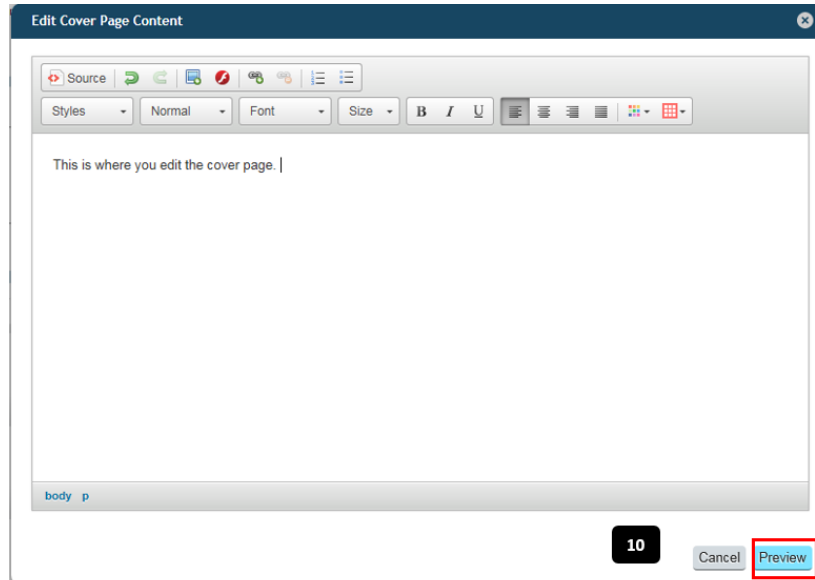 Edit Cover Page Content
Source
Styles Normal Font Size B I U
This is where you edit the cover page.
body p
10
Cancel Preview